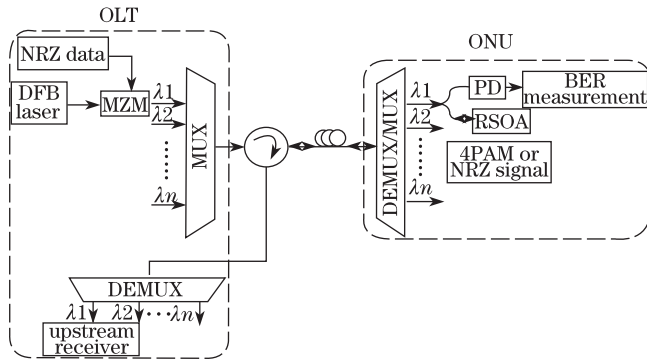 OLT
NRZ data
DFB
laser
MZM
λ1
λ2
λn
MUX
DEMUX
λ1
λ2
λn
upstream
receiver
ONU
DEMUX/MUX
λ1
λ2
λn
PD
BER
measurement
RSOA
4PAM or
NRZ signal